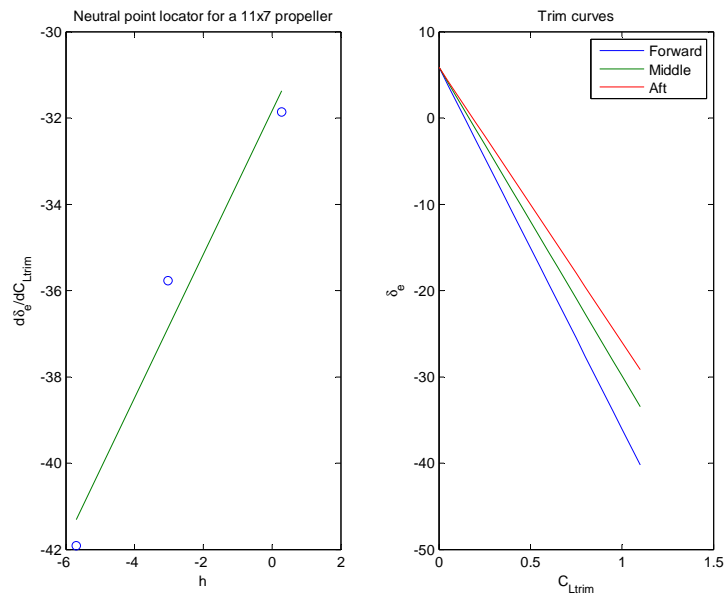 Neutral point locator for a 11x7 propeller
-30
-32
-34
-36
-38
-40
-42
-6
-4
-2
0
2
h
dδe/dCLtrim
Trim curves
10
0
-10
-20
-30
-40
-50
0
0.5
1
1.5
CLtrim
δe
Forward
Middle
Aft